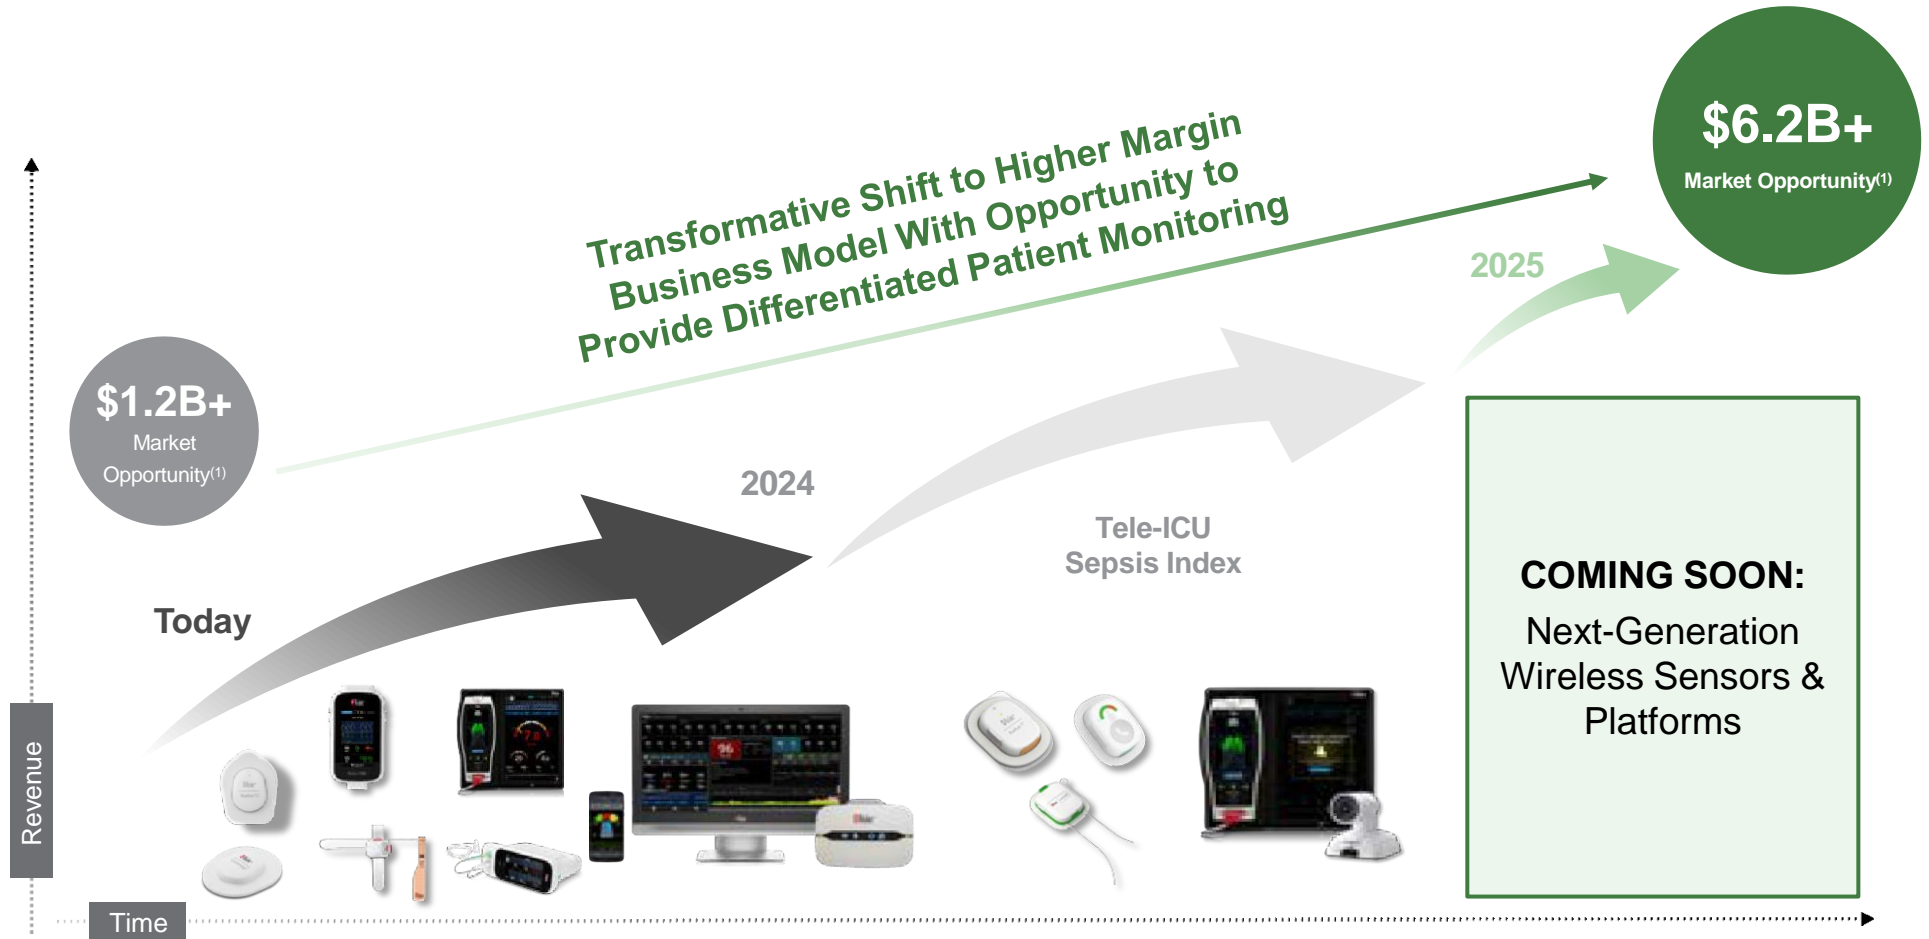 $6.2B+
Market Opportunity(1)
Transformative Shift to Higher Margin
Business Model With Opportunity to
Provide Differentiated Patient Monitoring
2025
$1.2B+
Market
Opportunity(1)
2024
Tele-ICU
Sepsis Index
Today
COMING SOON:
Next-Generation
Wireless Sensors &
Platforms
Revenue
Time